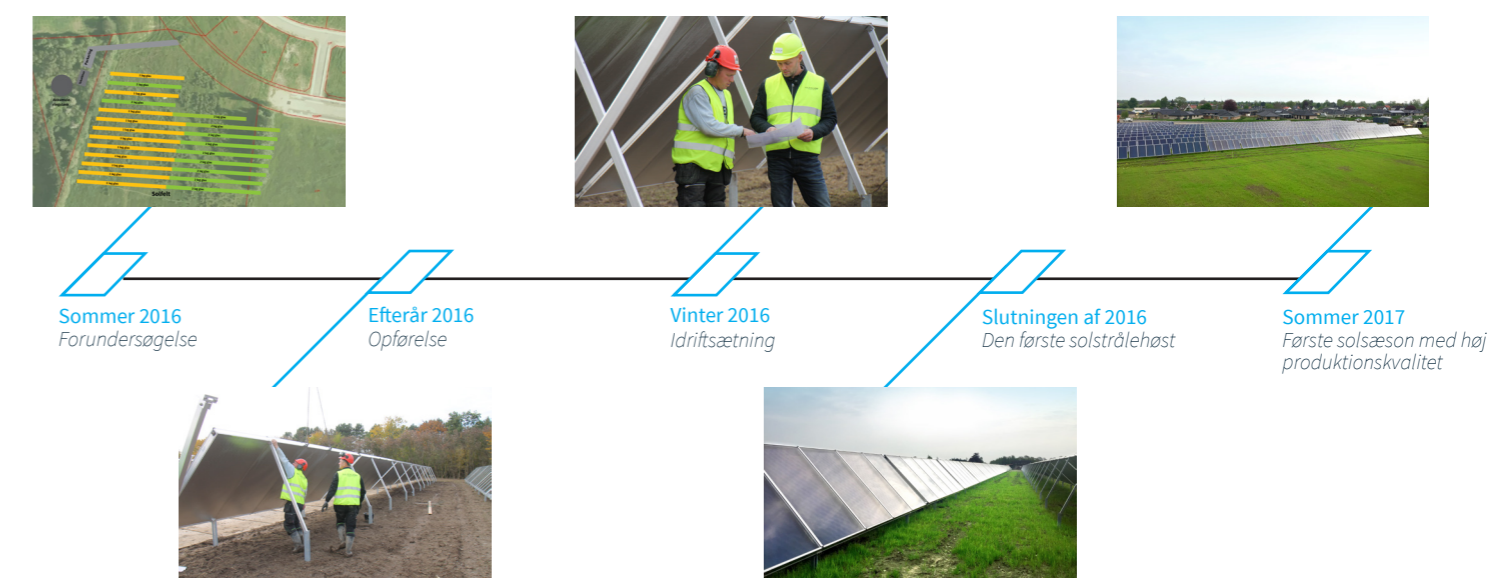 Solfelt
Sommer 2016
Forundersøgelse
Efterår 2016
Opførelse
Vinter 2016
Idriftsætning
Slutningen af 2016
Den første solstrålehøst
Sommer 2017
Første solsæson med høj
produktionskvalitet